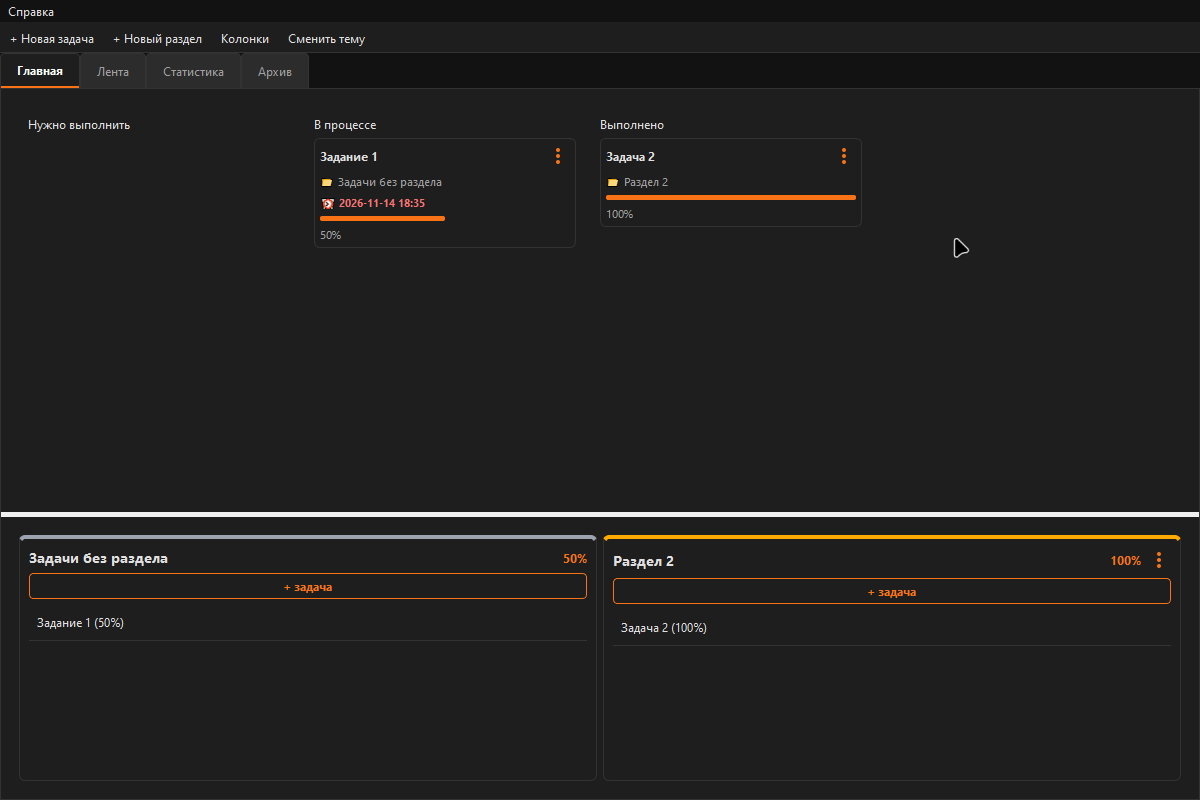 Справка
+ Новая задача + Новый раздел Колонки Сменить тему
Главная Лента Статистика Архив
Нужно выполнить
В процессе
Задание 1
Задачи без раздела
2026-11-14 18:35
50%
Выполнено
Задача 2
Раздел 2
100%
Задачи без раздела 50%
+ задача
Задание 1 (50%)
Раздел 2 100%
+ задача
Задача 2 (100%)